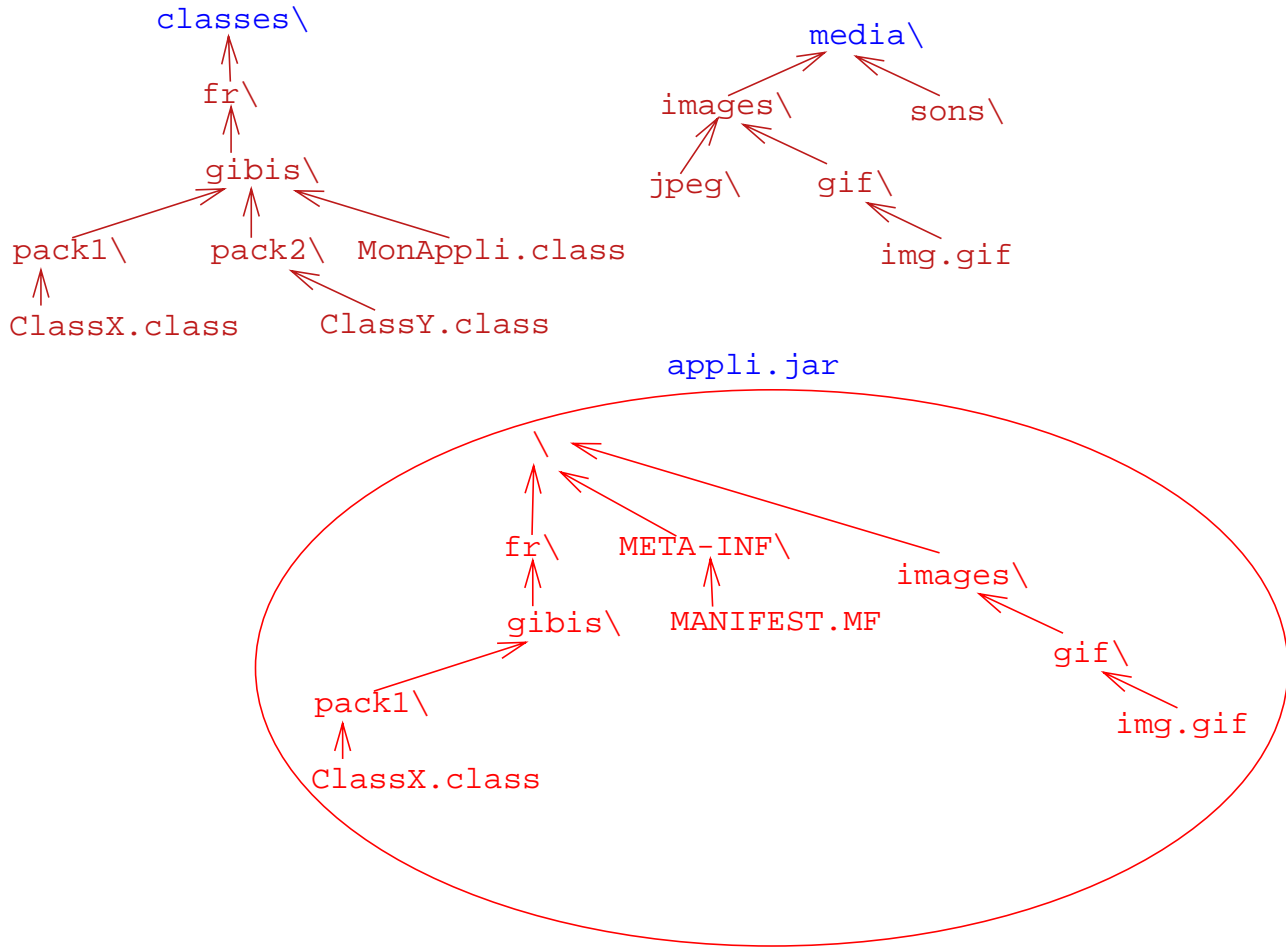 classes\
media\
fr\
images\
sons\
gibis\
jpeg\
gif\
pack1\ pack2\ MonAppli.class
img.gif
ClassX.class ClassY.class
appli.jar
\
fr\ META-INF\
images\
gibis\ MANIFEST.MF
gif\
pack1\
img.gif
ClassX.class